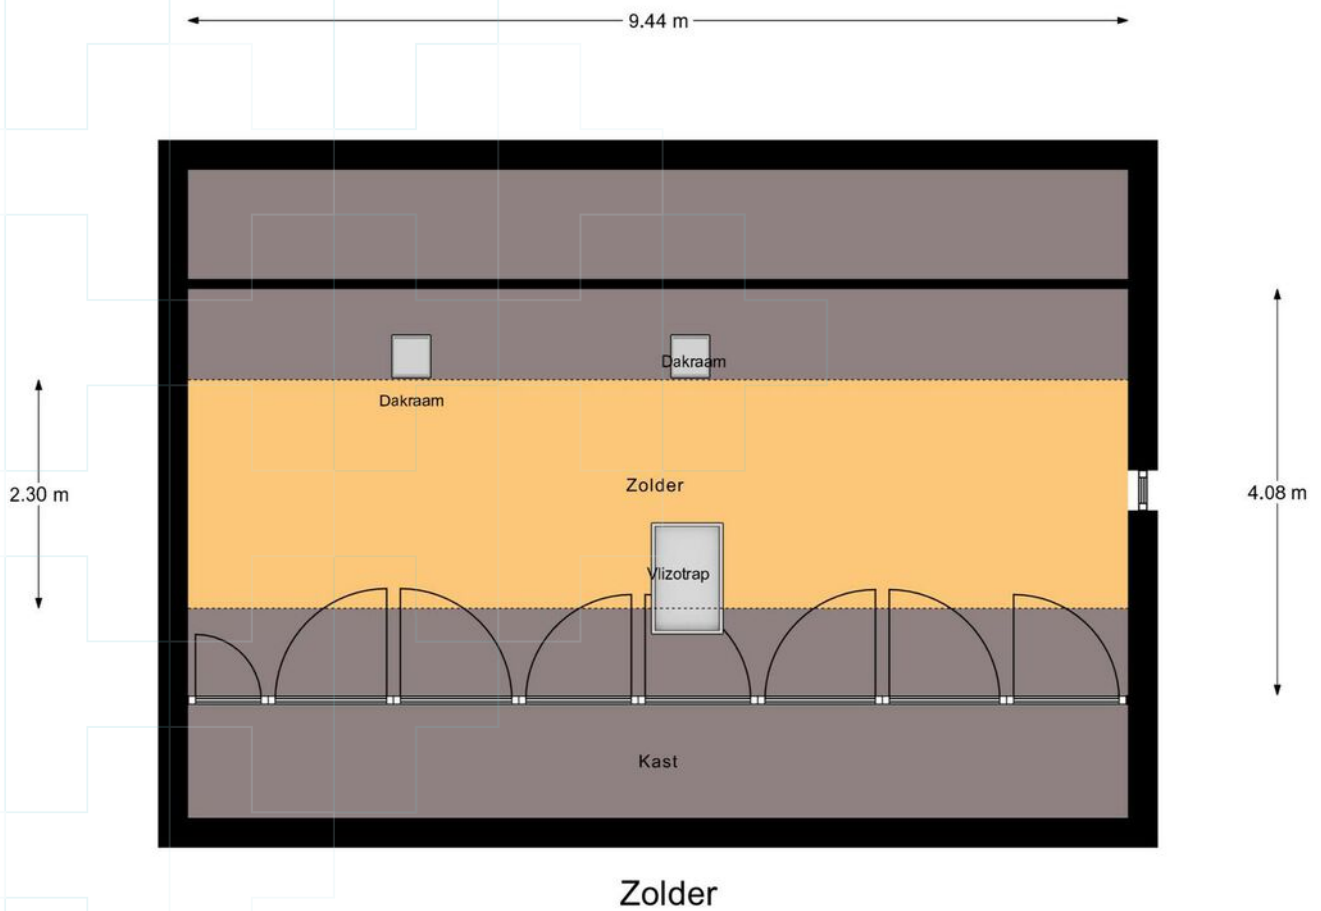 9.44 m
Dakraam
Dakraam
Zolder
2.30 m
4.08 m
Vlizotrap
Kast
Zolder